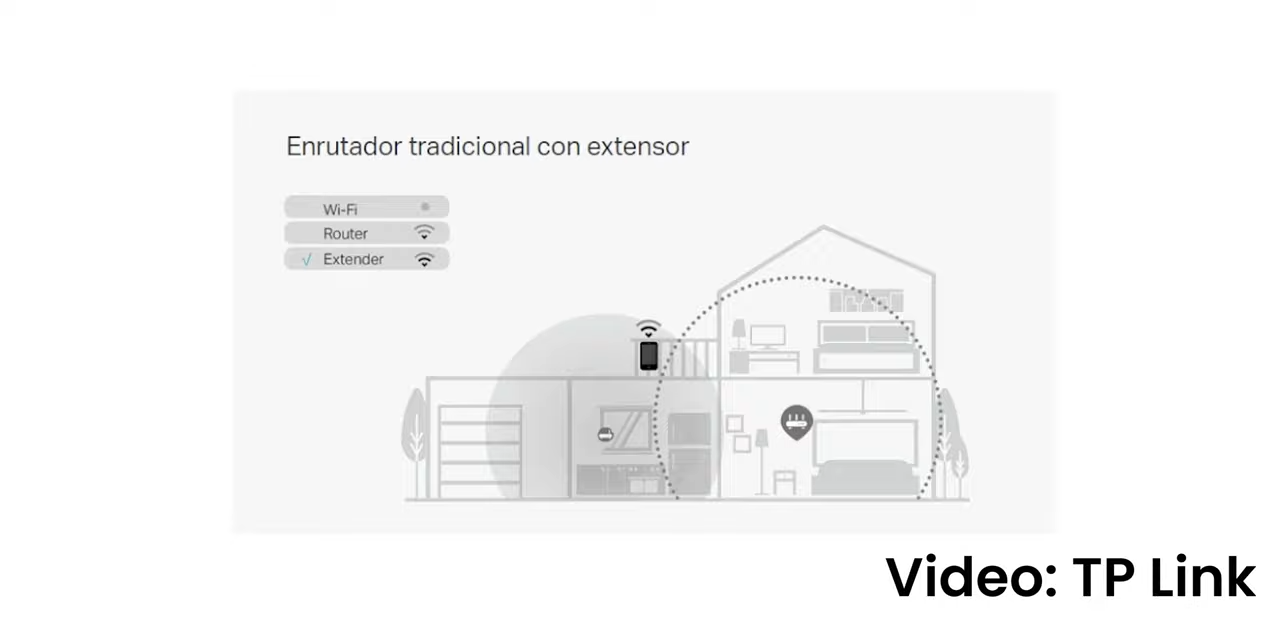 Enrutador tradicional con extensor
Wi-Fi
Router
√ Extender
Video: TP Link